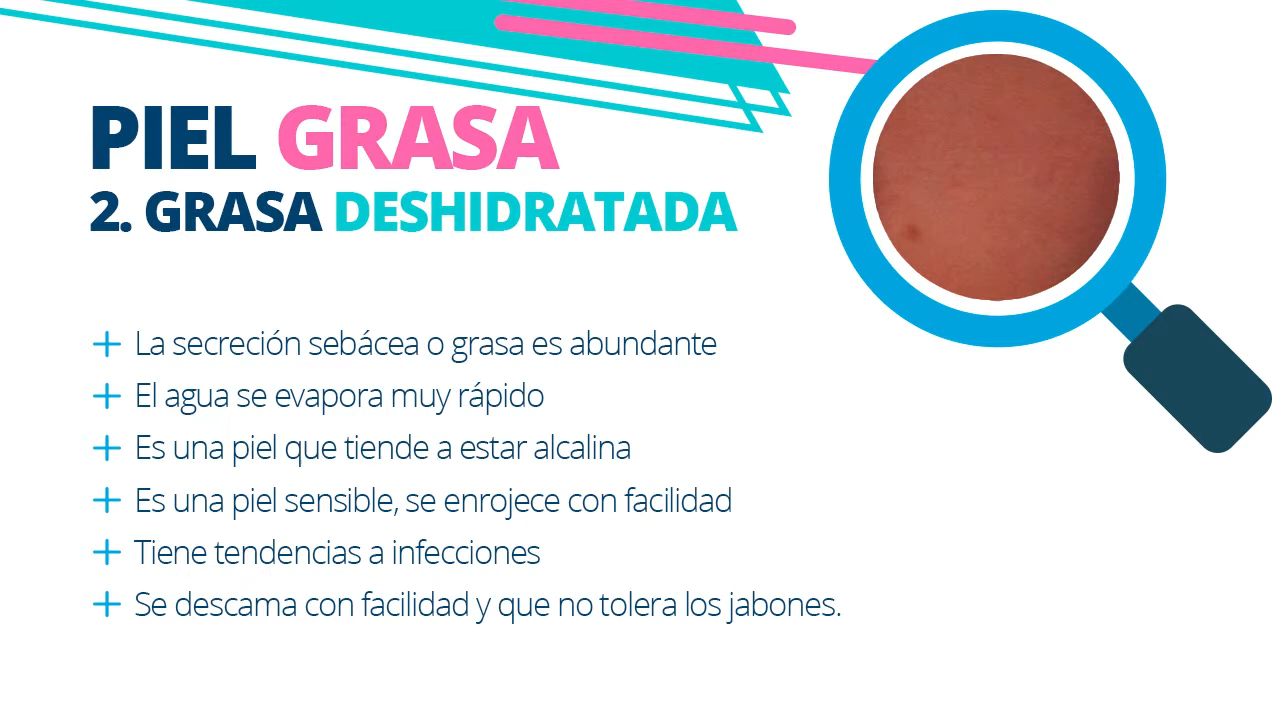 PIEL GRASA
2. GRASA DESHIDRATADA
La secreción sebácea o grasa es abundante
El agua se evapora muy rápido
Es una piel que tiende a estar alcalina
Es una piel sensible, se enrojece con facilidad
Tiene tendencias a infecciones
Se descama con facilidad y que no tolera los jabones.